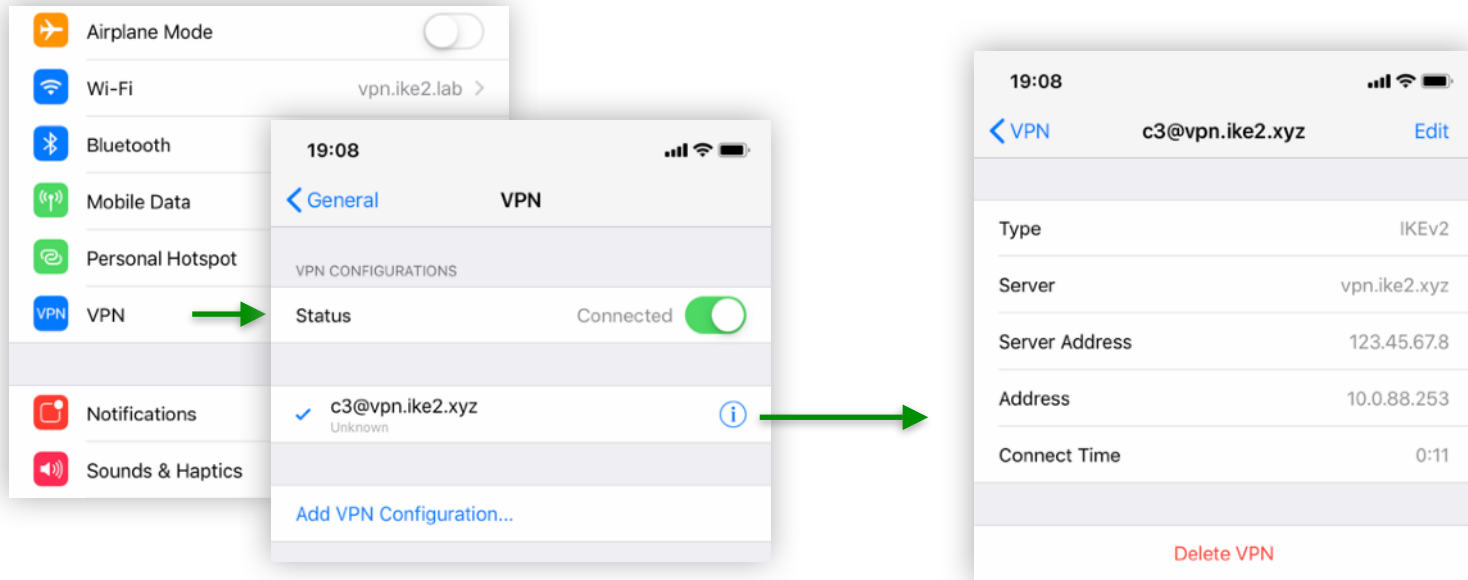 Airplane Mode
Wi-Fi vpn.ike2.lab
Bluetooth
Mobile Data
Personal Hotspot
VPN VPN
Notifications
Sounds & Haptics
19:08
General VPN
VPN CONFIGURATIONS
Status Connected
c3@vpn.ike2.xyz
Unknown
Add VPN Configuration...
19:08
VPN c3@vpn.ike2.xyz Edit
Type IKEv2
Server vpn.ike2.xyz
Server Address 123.45.67.8
Address 10.0.88.253
Connect Time 0:11
Delete VPN